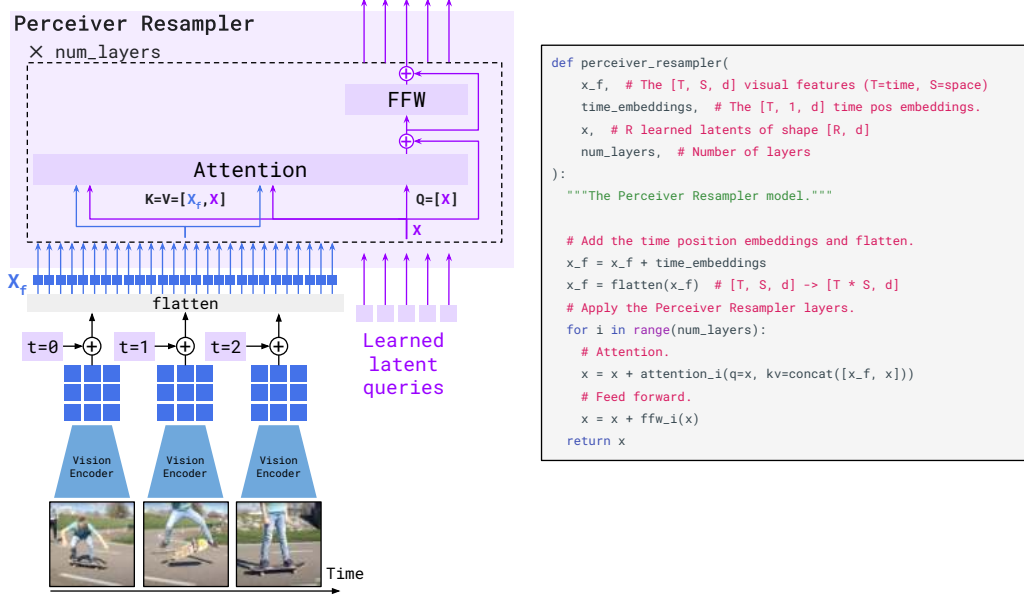 Perceiver Resampler
× num_layers
FFW
Attention
K=V=[Xf,X]
Q=[X]
X
Xf
flatten
t=0
t=1
t=2
Learned
latent
queries
Vision
Encoder
Vision
Encoder
Vision
Encoder
Time
def perceiver_resampler(
    x_f,  # The [T, S, d] visual features (T=time, S=space)
    time_embeddings,  # The [T, 1, d] time pos embeddings.
    x,  # R learned latents of shape [R, d]
    num_layers,  # Number of layers
):
  """The Perceiver Resampler model."""
  # Add the time position embeddings and flatten.
  x_f = x_f + time_embeddings
  x_f = flatten(x_f)  # [T, S, d] -> [T * S, d]
  # Apply the Perceiver Resampler layers.
  for i in range(num_layers):
    # Attention.
    x = x + attention_i(q=x, kv=concat([x_f, x]))
    # Feed forward.
    x = x + ffw_i(x)
  return x